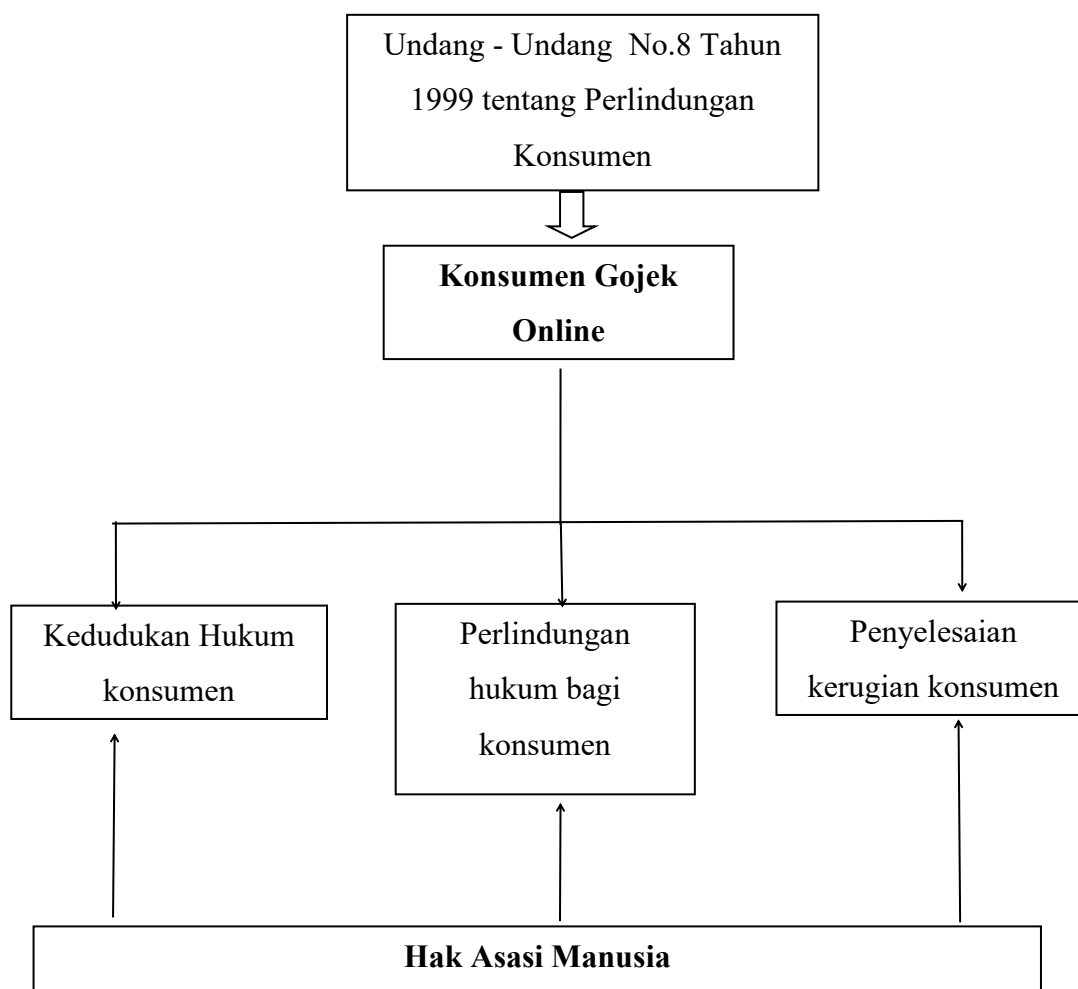 Undang - Undang  No.8 Tahun
1999 tentang Perlindungan
Konsumen
Konsumen Gojek
Online
Kedudukan Hukum
konsumen
Perlindungan
hukum bagi
konsumen
Penyelesaian
kerugian konsumen
Hak Asasi Manusia